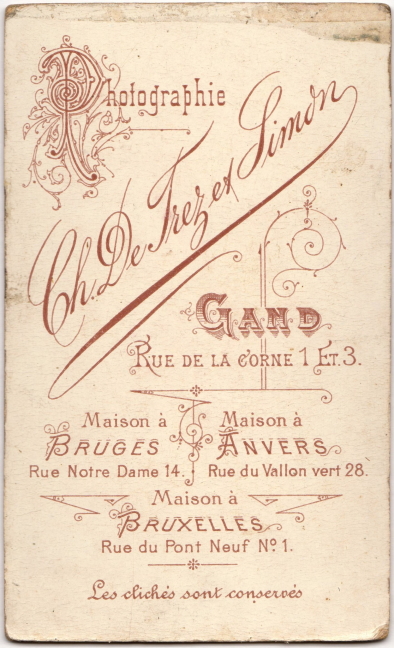 Photographie
Ch. De Trez et Simon
GAND
RUE DE LA CORNE 1 ET 3.
Maison à
BRUGES
Rue Notre Dame 14.
Maison à
ANVERS
Rue du Vallon vert 28.
Maison à
BRUXELLES
Rue du Pont Neuf Nº 1.
Les clichés sont conservés